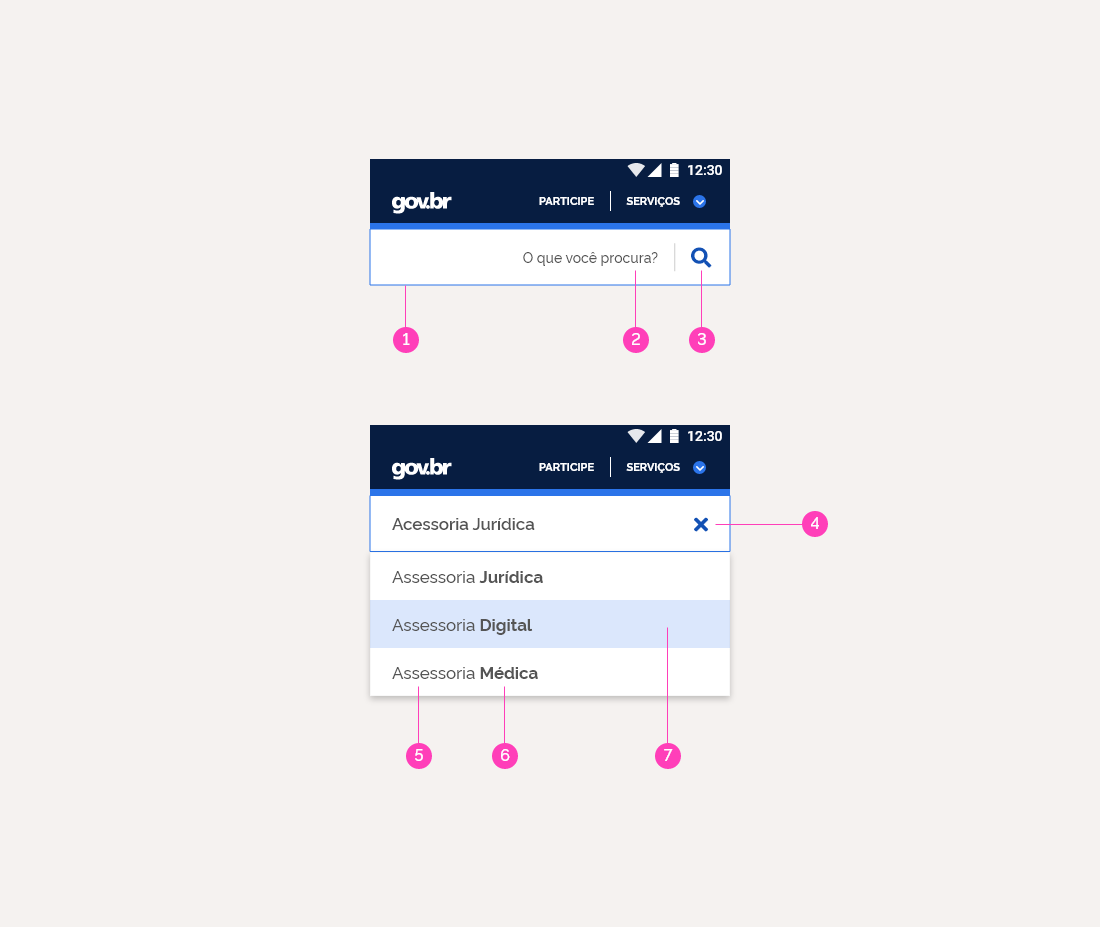 12:30
gov.br PARTICIPE SERVIÇOS
O que você procura?
1 2 3
12:30
gov.br PARTICIPE SERVIÇOS
Acessoria Jurídica 4
Assessoria Jurídica
Assessoria Digital
Assessoria Médica
5 6 7